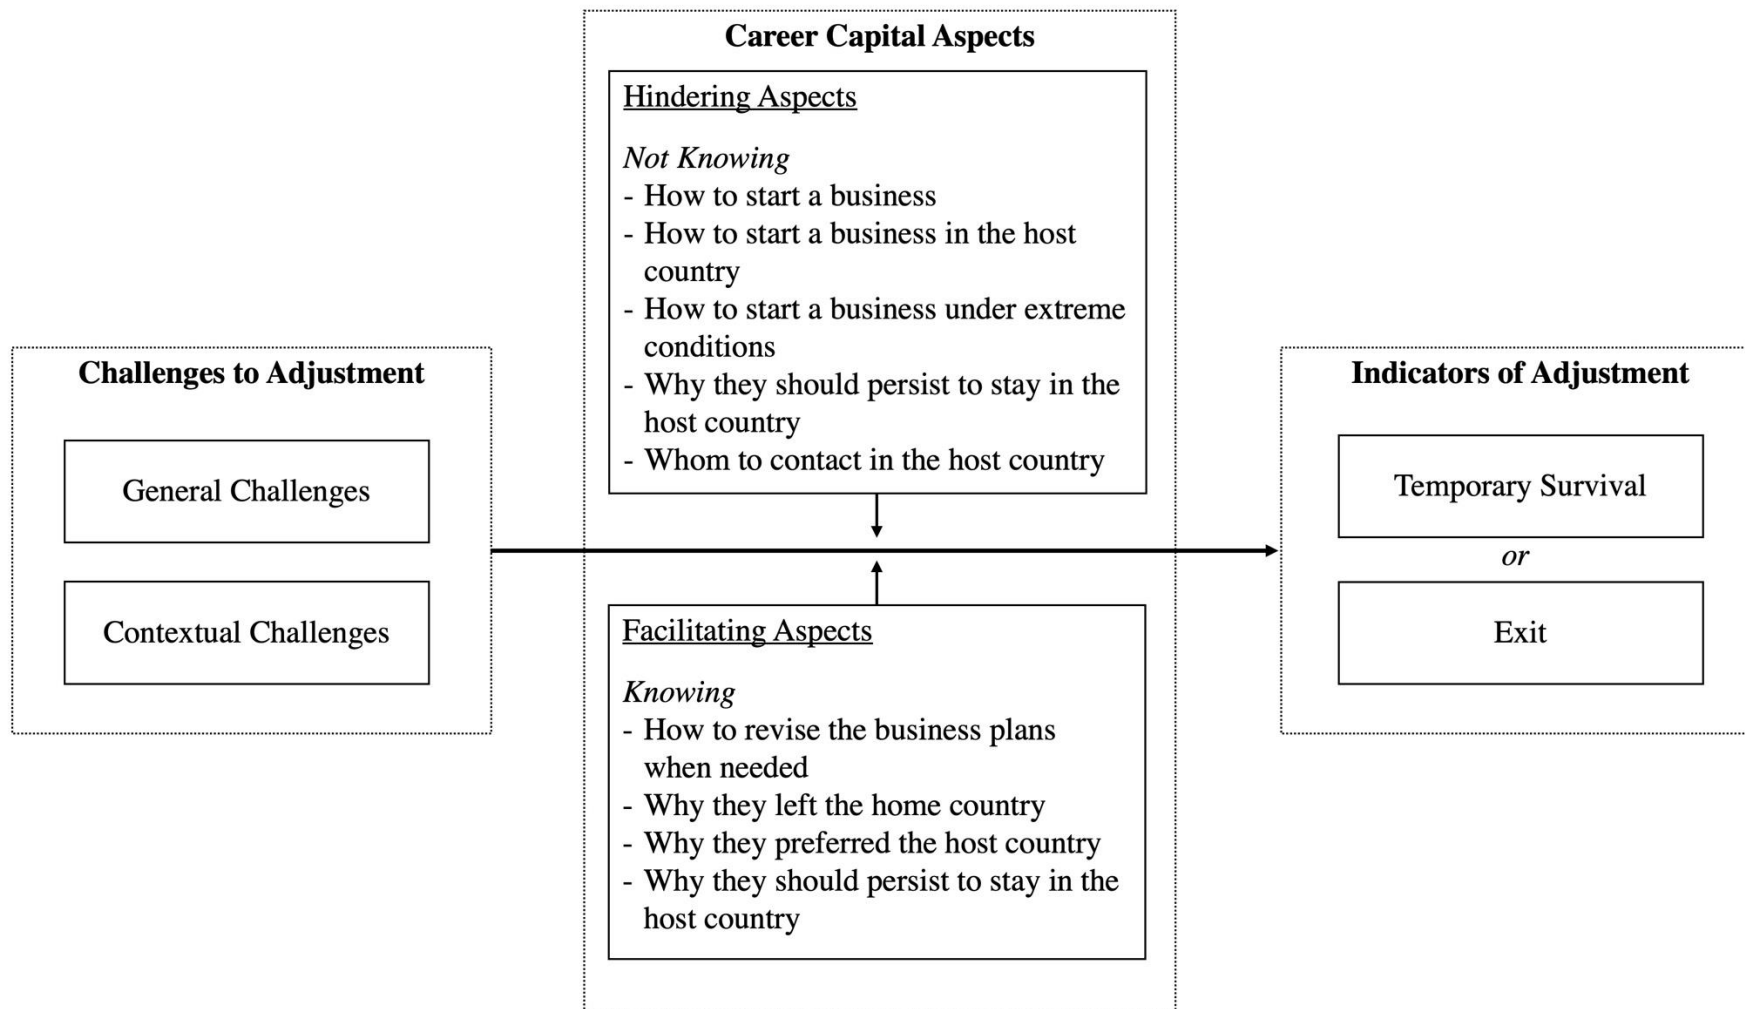 Career Capital Aspects
Hindering Aspects
Not Knowing
- How to start a business
- How to start a business in the host
country
- How to start a business under extreme
conditions
- Why they should persist to stay in the
host country
- Whom to contact in the host country
Challenges to Adjustment
General Challenges
Contextual Challenges
Facilitating Aspects
Knowing
- How to revise the business plans
when needed
- Why they left the home country
- Why they preferred the host country
- Why they should persist to stay in the
host country
Indicators of Adjustment
Temporary Survival
or
Exit